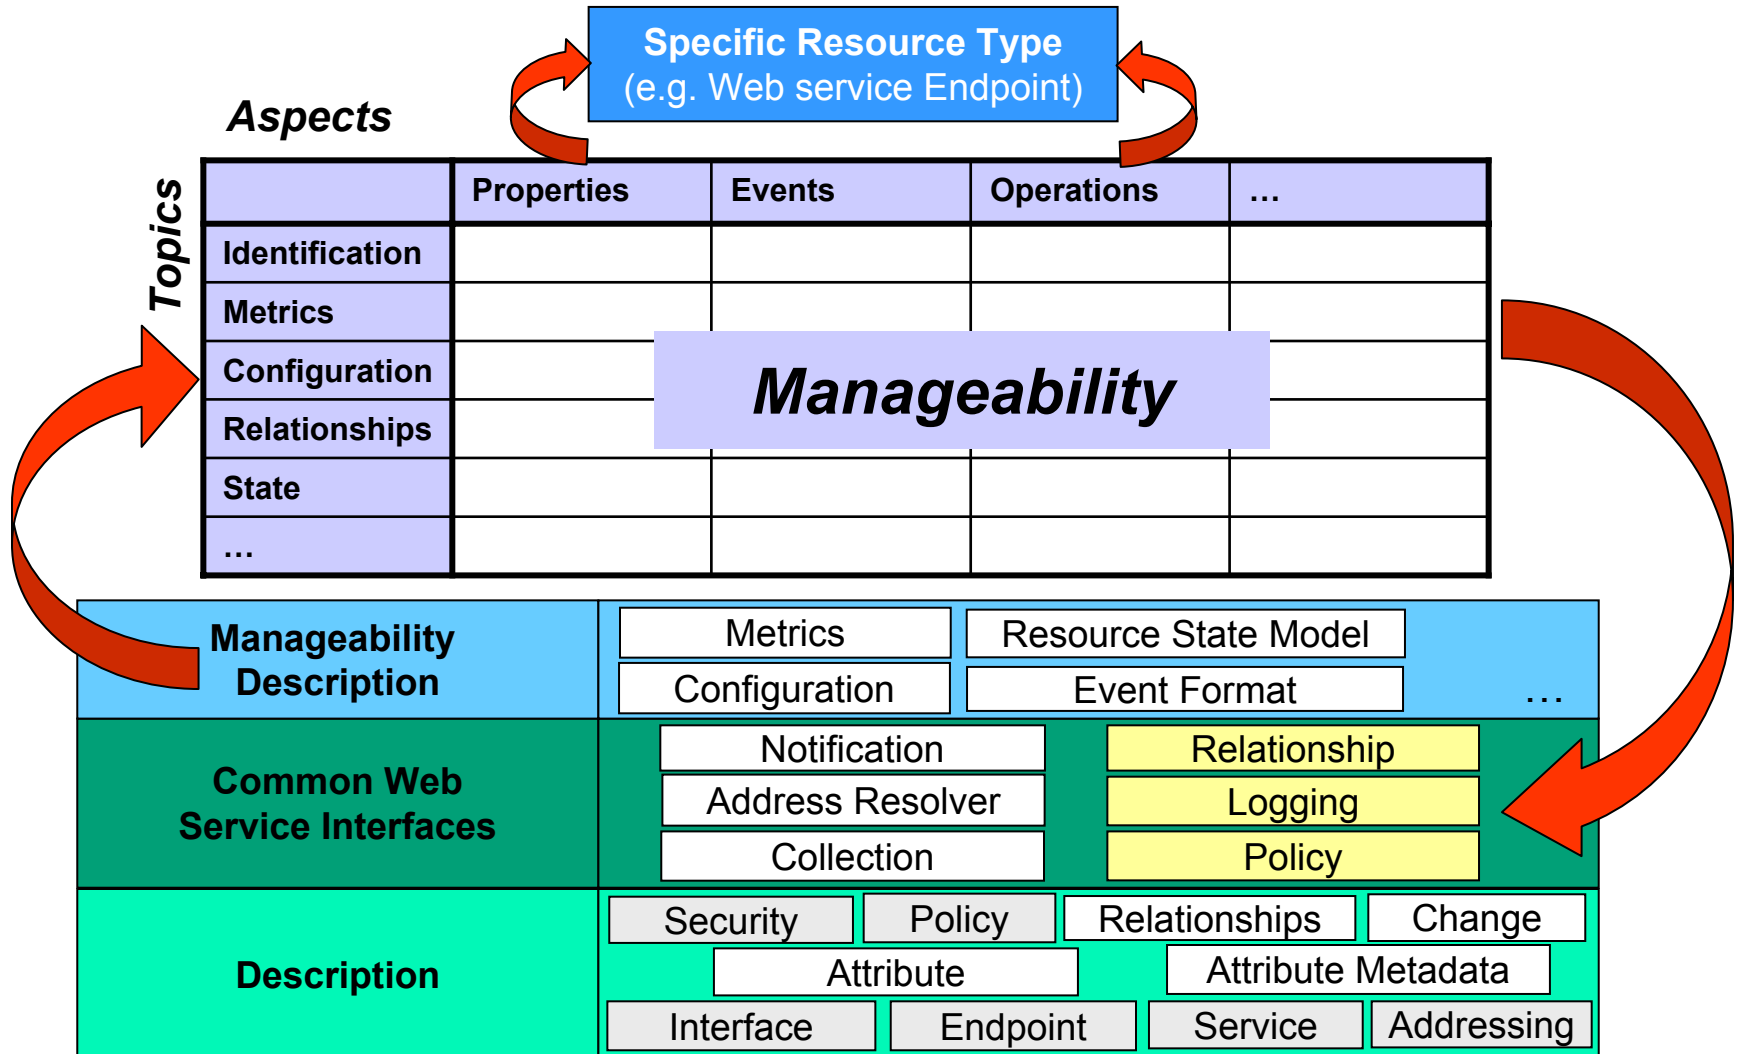 Specific Resource Type
(e.g. Web service Endpoint)
Aspects
Topics
Properties Events Operations …
Identification
Metrics
Configuration
Relationships
State
…
Manageability
Manageability
Description
Metrics Resource State Model
Configuration Event Format …
Common Web
Service Interfaces
Notification Relationship
Address Resolver Logging
Collection Policy
Description
Security Policy Relationships Change
Attribute Attribute Metadata
Interface Endpoint Service Addressing